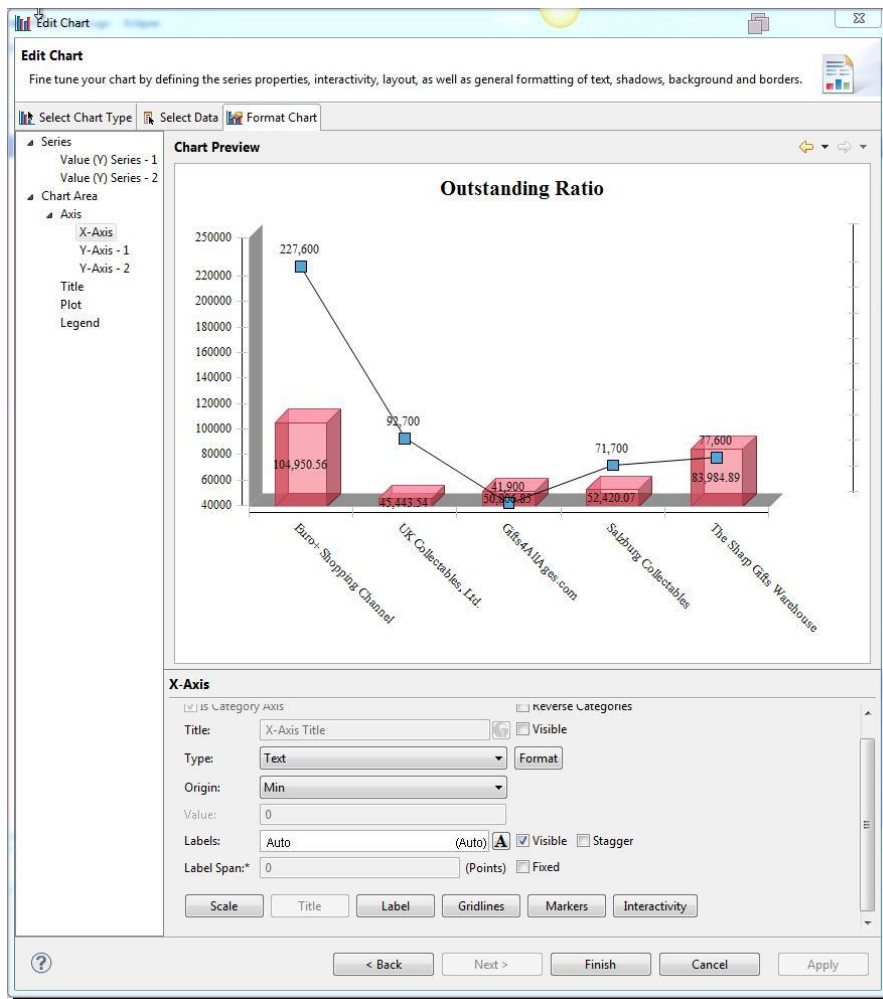 Edit Chart
Edit Chart
Fine tune your chart by defining the series properties, interactivity, layout, as well as general formatting of text, shadows, background and borders.
Select Chart Type
Select Data
Format Chart
Series
Value (Y) Series - 1
Value (Y) Series - 2
Chart Area
Axis
X-Axis
Y-Axis - 1
Y-Axis - 2
Title
Plot
Legend
Chart Preview
Outstanding Ratio
250000
220000
200000
180000
160000
140000
120000
100000
80000
60000
40000
227,600
92,700
41,900
71,700
77,600
104,950.56
45,443.54
52,420.07
83,984.89
Euro+ Shopping Channel
UK Collectables, Ltd.
Gifts4AllAges.com
Salzburg Collectables
The Sharp Gifts Warehouse
X-Axis
Is Category Axis Reverse Categories
Title: X-Axis Title G Visible
Type: Text Format
Origin: Min
Value: 0
Labels: Auto (Auto) A Visible Stagger
Label Span:* 0 (Points) Fixed
Scale Title Label Gridlines Markers Interactivity
? < Back Next > Finish Cancel Apply